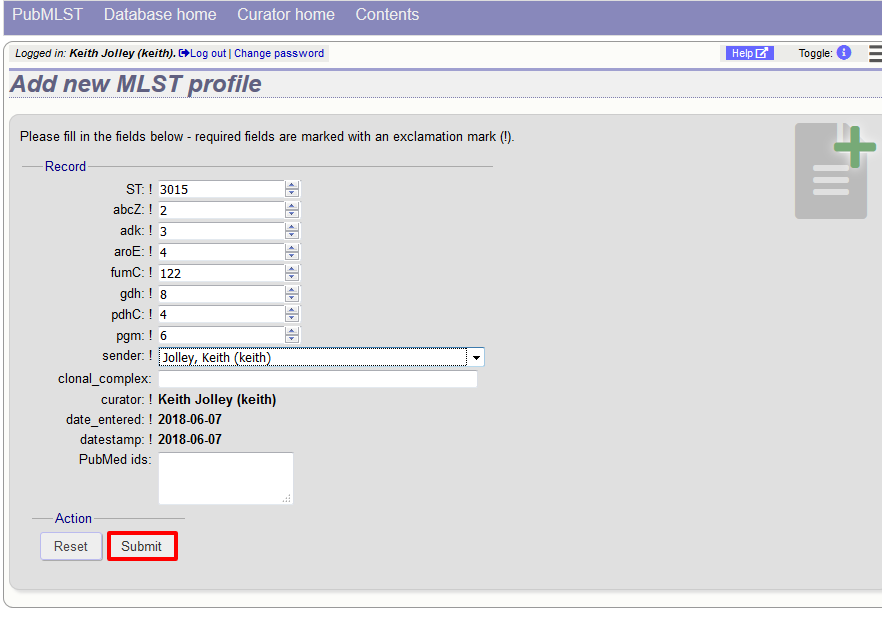 PubMLST Database home Curator home Contents
Logged in: Keith Jolley (keith). Log out | Change password Help Toggle: i
Add new MLST profile
Please fill in the fields below - required fields are marked with an exclamation mark (!).
Record
ST: ! 3015
abcZ: ! 2
adk: ! 3
aroE: ! 4
fumC: ! 122
gdh: ! 8
pdhC: ! 4
pgm: ! 6
sender: ! Jolley, Keith (keith)
clonal_complex:
curator: ! Keith Jolley (keith)
date_entered: ! 2018-06-07
datestamp: ! 2018-06-07
PubMed ids:
Action
Reset Submit